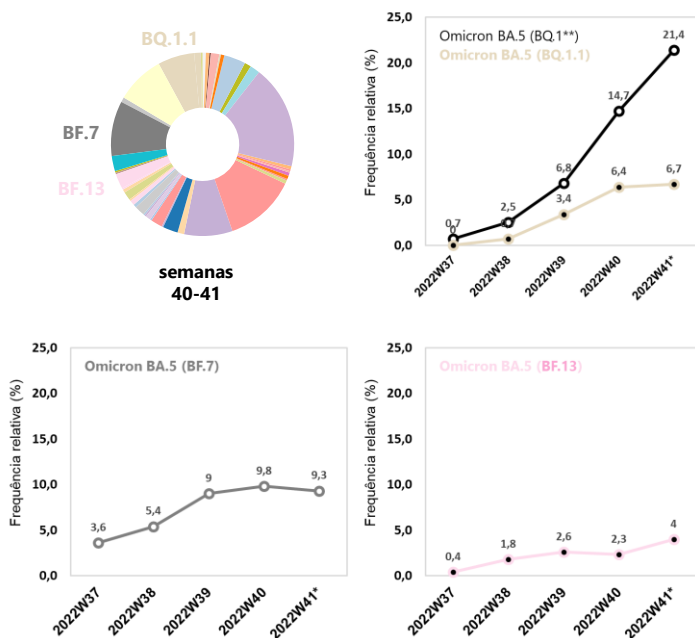 BQ.1.1
BF.7
BF.13
semanas
40-41
Frequência relativa (%)
25,0
20,0
15,0
10,0
5,0
0,0
Omicron BA.5 (BQ.1**)
Omicron BA.5 (BQ.1.1)
0,7
2,5
6,8
14,7
21,4
0
3,4
6,4
6,7
2022W37
2022W38
2022W39
2022W40
2022W41*
Frequência relativa (%)
25,0
20,0
15,0
10,0
5,0
0,0
Omicron BA.5 (BF.7)
3,6
5,4
9
9,8
9,3
2022W37
2022W38
2022W39
2022W40
2022W41*
Frequência relativa (%)
25,0
20,0
15,0
10,0
5,0
0,0
Omicron BA.5 (BF.13)
0,4
1,8
2,6
2,3
4
2022W37
2022W38
2022W39
2022W40
2022W41*